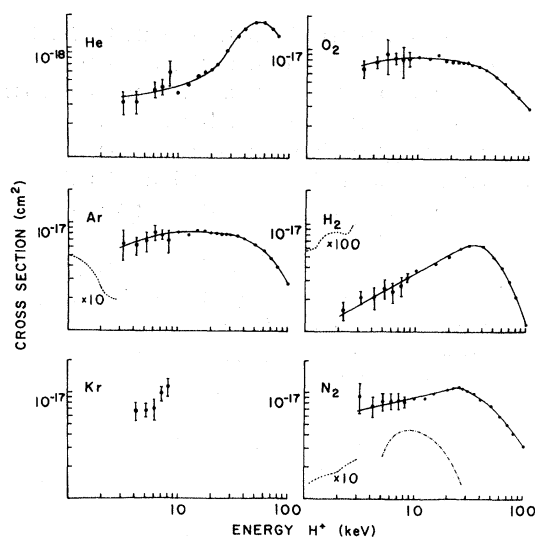 He
10⁻¹⁸
O₂
10⁻¹⁷
Ar
10⁻¹⁷
×10
H₂
10⁻¹⁷
×100
Kr
10⁻¹⁷
N₂
10⁻¹⁷
×10
CROSS SECTION (cm²)
10 100
10 100
ENERGY H⁺ (keV)